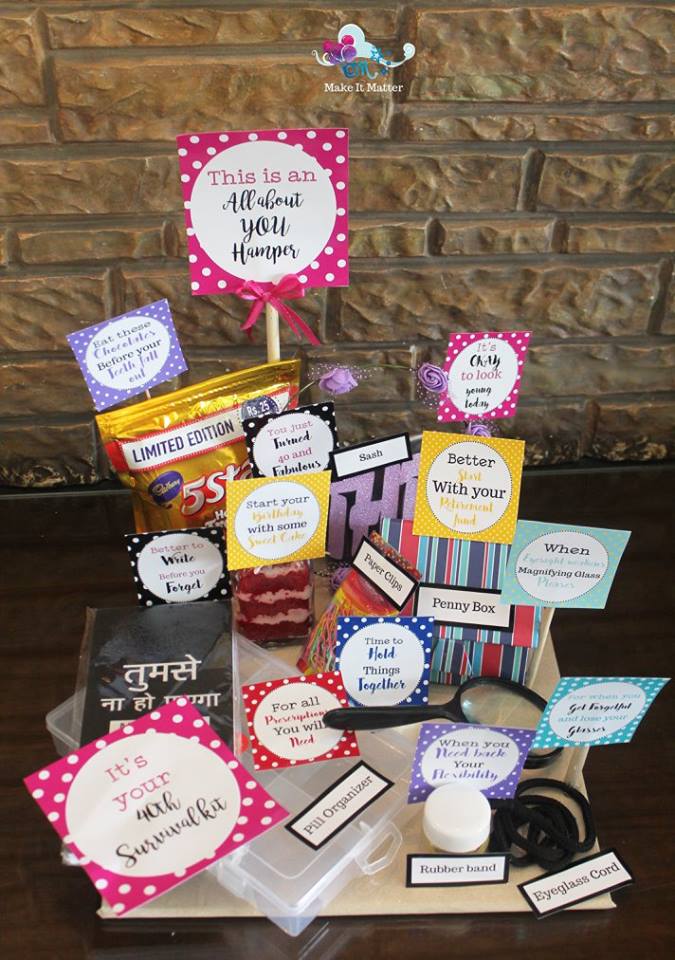 Make It Matter
This is an
All about
YOU
Hamper
Eat these
Chocolates
Before your
Teeth fall
out
It's
OKAY
to look
young
today
Rs.25
LIMITED EDITION
Cadbury
5St
You just
Turned
40 and
Fabulous
Sash
Better
Start
With your
Retirement
fund
Start your
Birthday
with some
Sweet Cake
Better to
Write
Before you
Forget
Paper Clips
Penny Box
When
Eyesight weakens
Magnifying Glass
Pleases
Time to
Hold
Things
Together
तुमसे
ना हो पाएगा
For all
Prescriptions
You will
Need
For when you
Get Forgetful
and lose your
Glasses
When you
Need back
Your
Flexibility
It's
your
40th
Survival kit
Pill Organizer
Rubber band
Eyeglass Cord